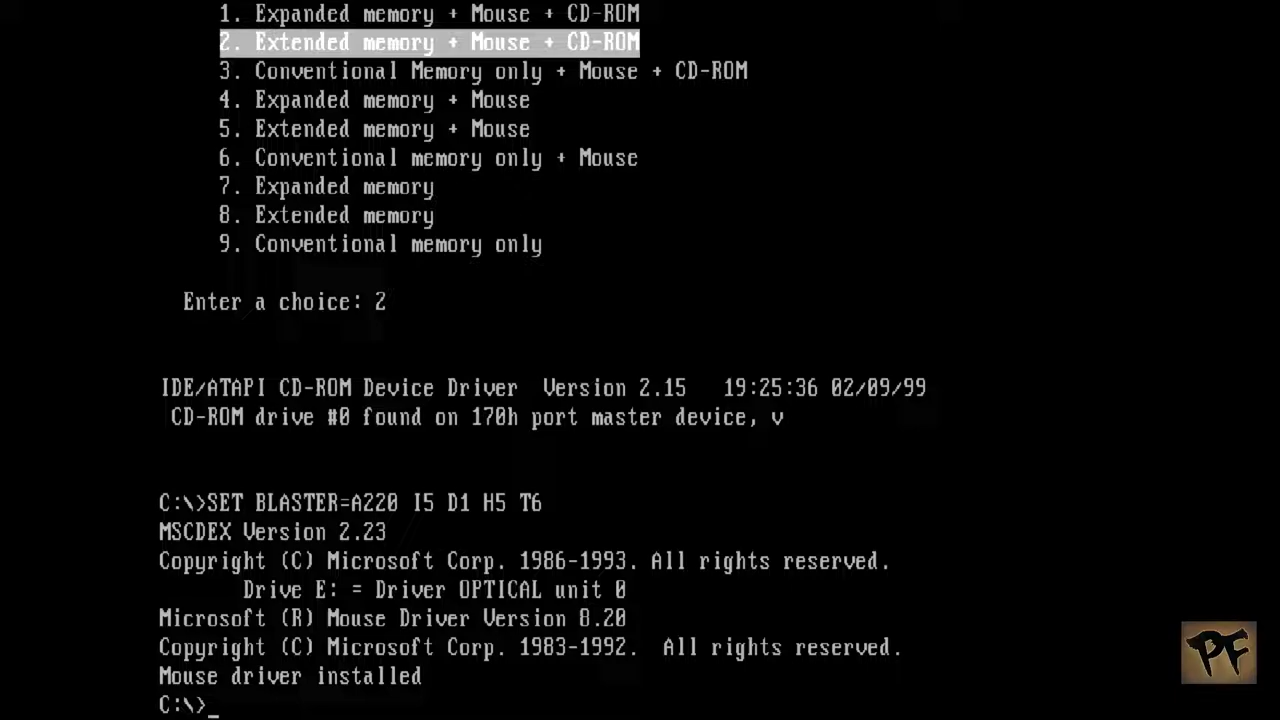 1. Expanded memory + Mouse + CD-ROM
2. Extended memory + Mouse + CD-ROM
3. Conventional Memory only + Mouse + CD-ROM
4. Expanded memory + Mouse
5. Extended memory + Mouse
6. Conventional memory only + Mouse
7. Expanded memory
8. Extended memory
9. Conventional memory only
Enter a choice: 2
IDE/ATAPI CD-ROM Device Driver Version 2.15 19:25:36 02/09/99
CD-ROM drive #0 found on 170h port master device, v
C:\>SET BLASTER=A220 I5 D1 H5 T6
MSCDEX Version 2.23
Copyright (C) Microsoft Corp. 1986-1993. All rights reserved.
Drive E: = Driver OPTICAL unit 0
Microsoft (R) Mouse Driver Version 8.20
Copyright (C) Microsoft Corp. 1983-1992. All rights reserved.
Mouse driver installed
C:\>_
PF